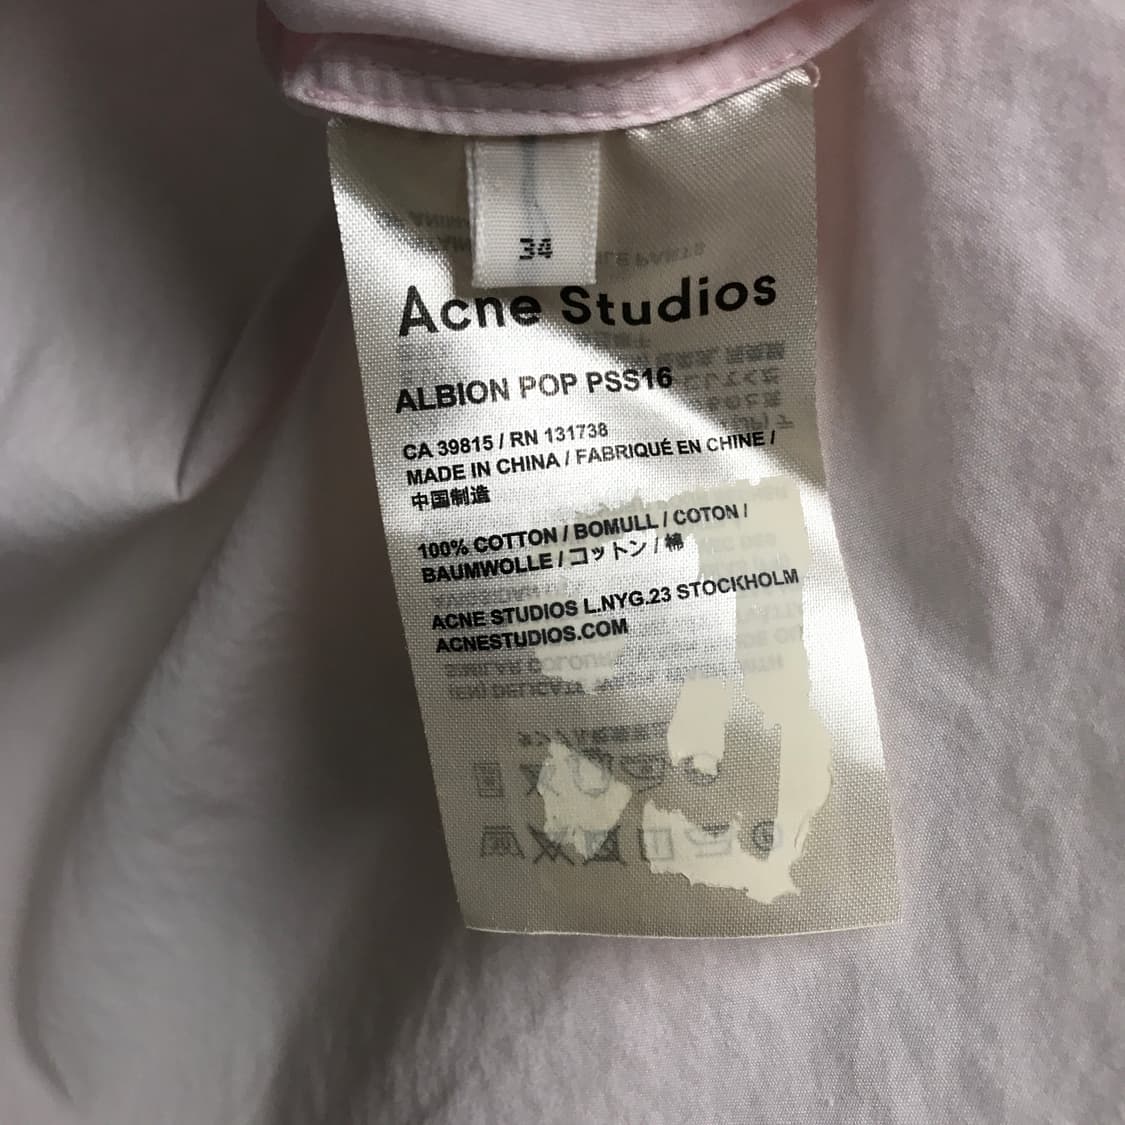 34
Acne Studios
ALBION POP PSS16
CA 39815 / RN 131738
MADE IN CHINA / FABRIQUÉ EN CHINE /
中国制造
100% COTTON / BOMULL / COTON /
BAUMWOLLE / コットン / 棉
ACNE STUDIOS L.NYG.23 STOCKHOLM
ACNESTUDIOS.COM